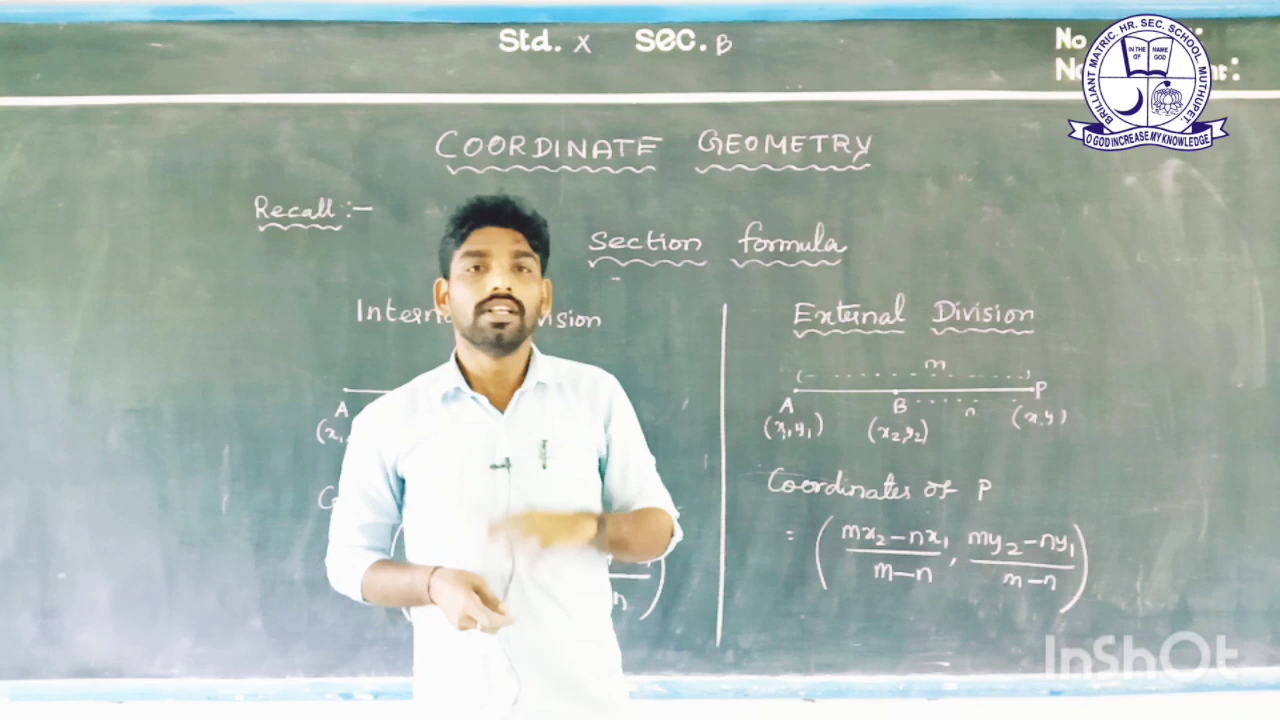 Std. X SEC. B
No
BRILLIANT MATRIC. HR. SEC. SCHOOL. MUTHUPET.
IN THE NAME
OF GOD
O GOD INCREASE MY KNOWLEDGE
COORDINATE GEOMETRY
Recall :-
Section formula
External Division
m
A B P
n
(x₁,y₁) (x₂,y₂) (x,y)
Coordinates of P
= ( mx₂-nx₁ / m-n , my₂-ny₁ / m-n )
A
n )
InShOt